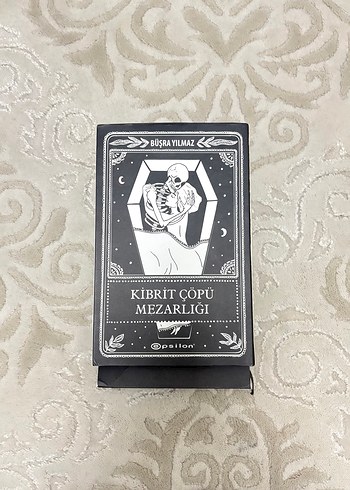 BÜŞRA YILMAZ
KİBRİT ÇÖPÜ
MEZARLIĞI
epsilon